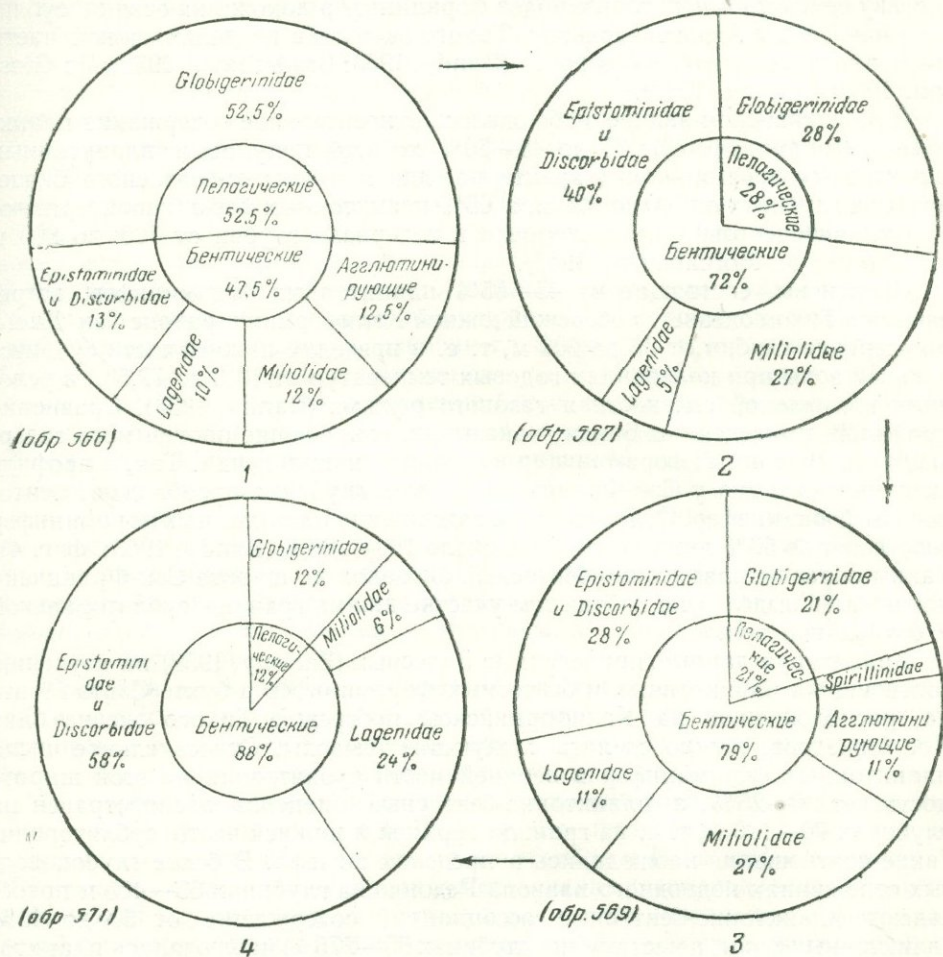 Globigerinidae
52.5%
Пелагические
52.5%
Бентические
47.5%
Epistominidae
и Discorbidae
13%
Lagenidae
10%
Miliolidae
12%
Агглютини-
рующие
12,5%
(обр 566)
1
Epistominidae
и
Discorbidae
40%
Globigerinidae
28%
Пелагические
28%
Бентические
72%
Lagenidae
5%
Miliolidae
27%
(обр. 567)
2
Globigerinidae
12%
Miliolidae
6%
Пелаги-
ческие
12%
Epistomini
dae
и
Discorbidae
58%
Бентические
88%
Lagenidae
24%
(обр 571)
4
Epistominidae
и Discorbidae
28%
Globigernidae
21%
Пелагичес-
кие
21%
Spirillinidae
Бентические
79%
Агглютини
рующие
11%
Lagenidae
11%
Miliolidae
27%
(обр. 569)
3